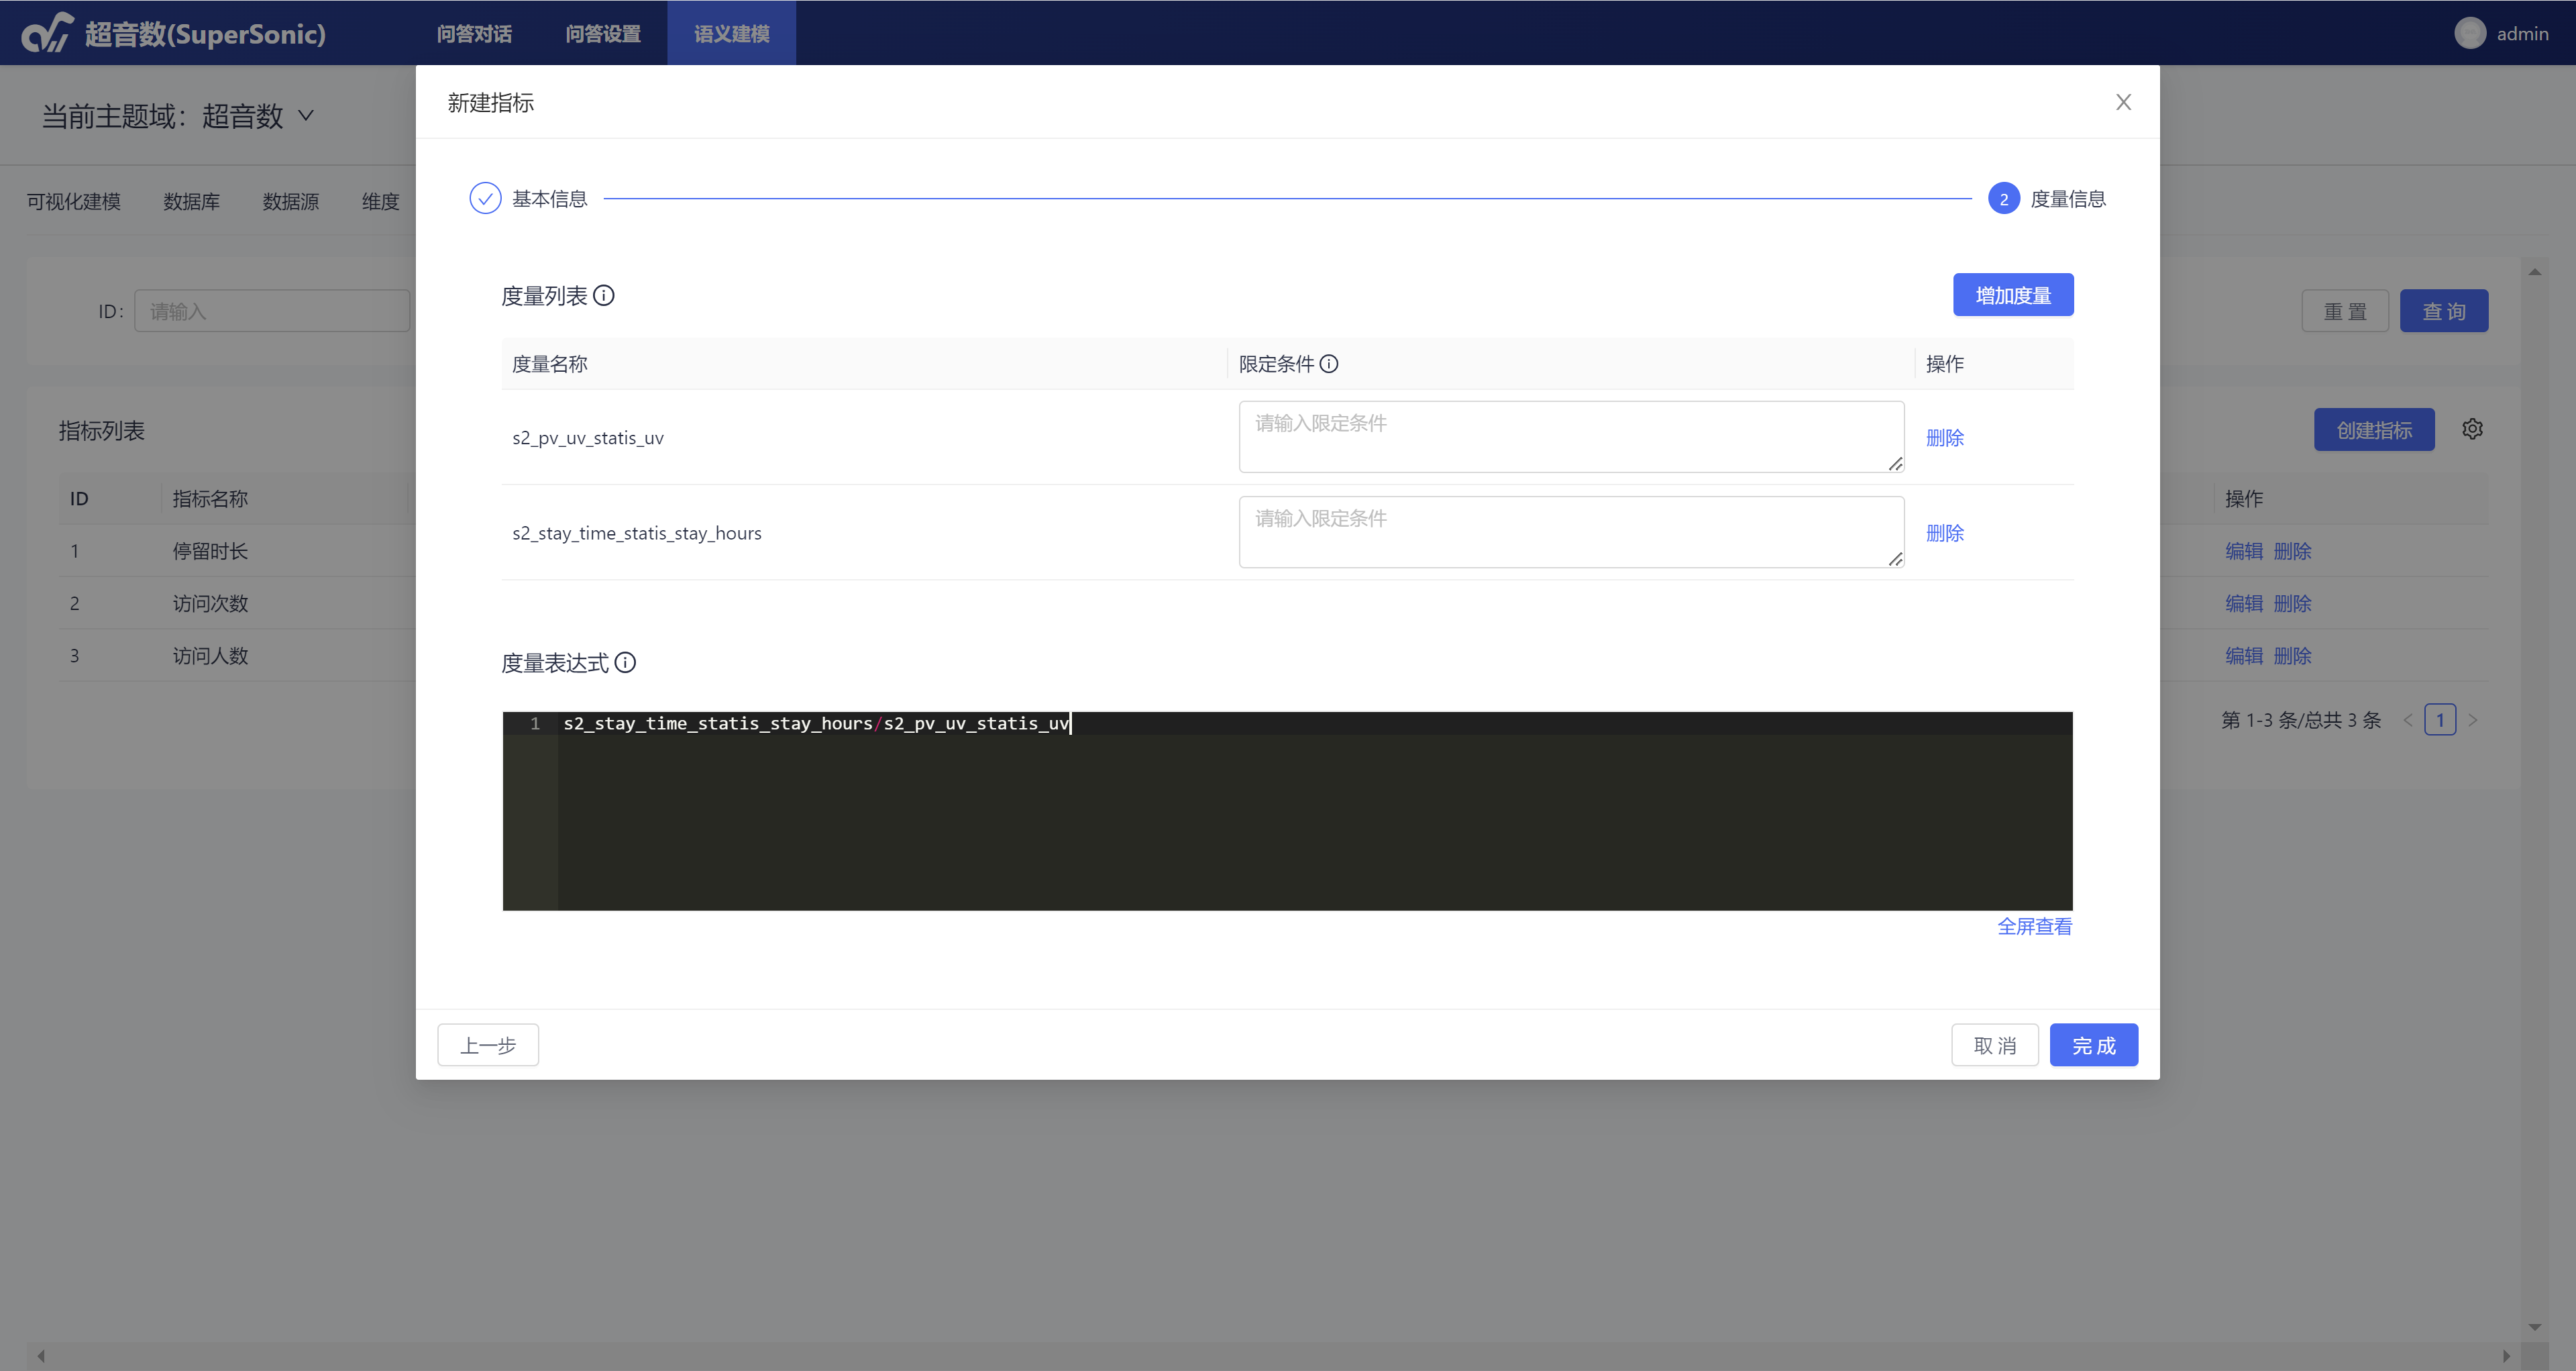 超音数(SuperSonic) 问答对话 问答设置 语义建模 admin
当前主题域：超音数
可视化建模 数据库 数据源 维度
ID: 请输入
重置 查询
指标列表
创建指标
ID 指标名称 操作
1 停留时长 编辑 删除
2 访问次数 编辑 删除
3 访问人数 编辑 删除
第 1-3 条/总共 3 条 < 1 >
新建指标
基本信息 2 度量信息
度量列表 增加度量
度量名称 限定条件 操作
s2_pv_uv_statis_uv 请输入限定条件 删除
s2_stay_time_statis_stay_hours 请输入限定条件 删除
度量表达式
1 s2_stay_time_statis_stay_hours/s2_pv_uv_statis_uv
全屏查看
上一步 取消 完成